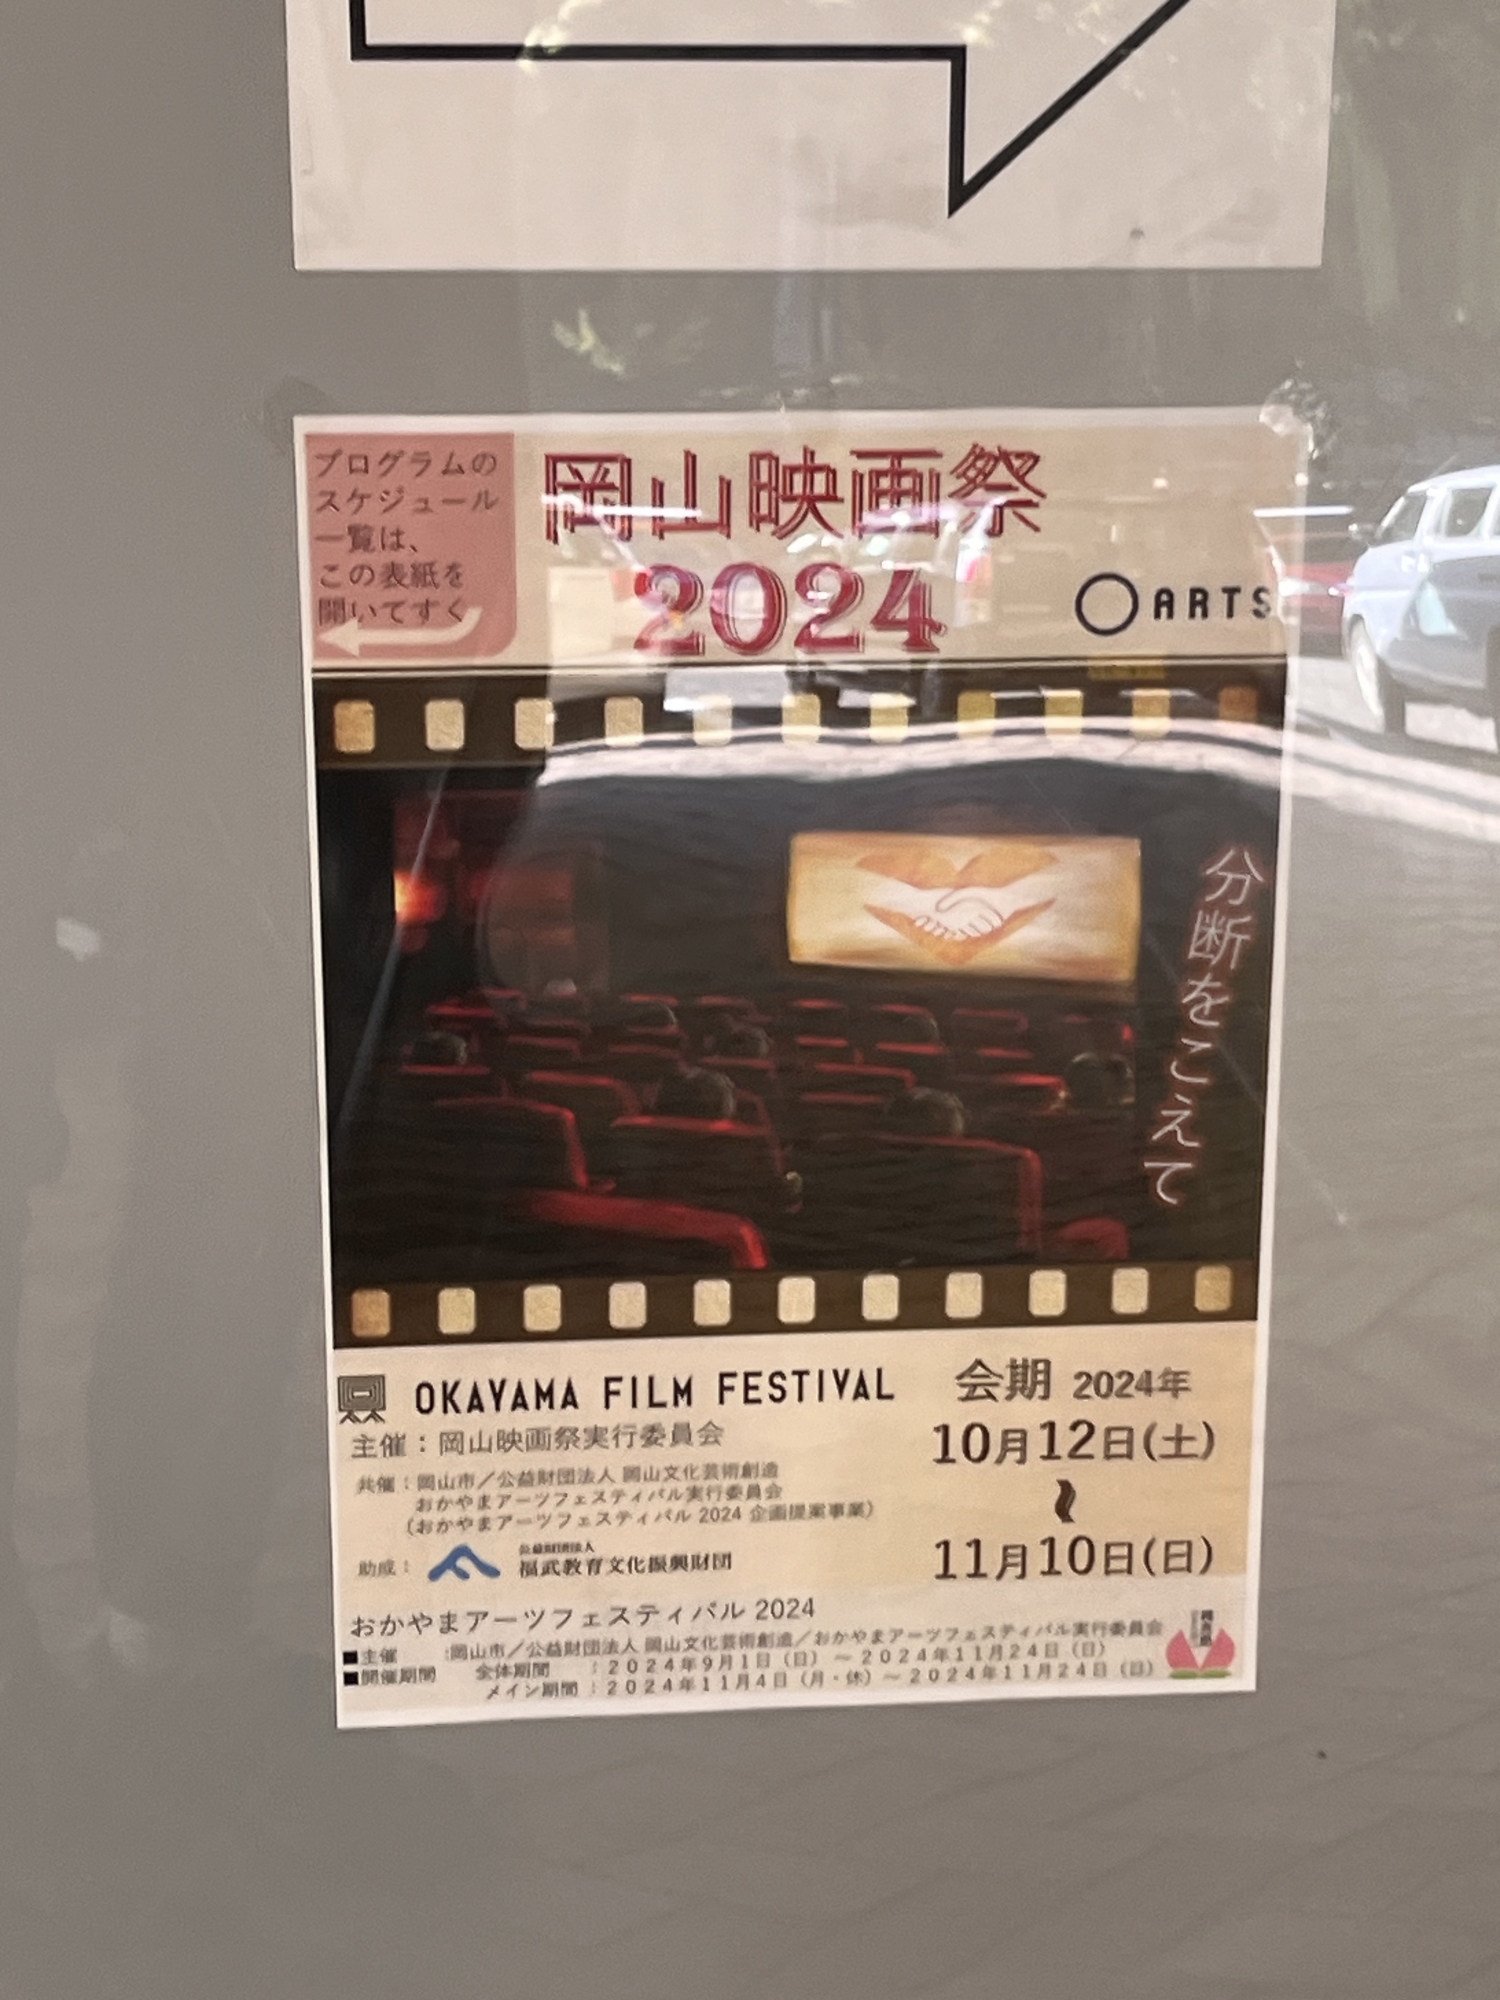 プログラムの
スケジュール
一覧は、
この表紙を
開いてすぐ
岡山映画祭
2024
ARTS
分断をこえて
OKAYAMA FILM FESTIVAL
主催：岡山映画祭実行委員会
共催：岡山市／公益財団法人 岡山文化芸術創造
おかやまアーツフェスティバル実行委員会
（おかやまアーツフェスティバル 2024 企画提案事業）
助成：
公益財団法人
福武教育文化振興財団
会期 2024年
10月12日(土)
〜
11月10日(日)
おかやまアーツフェスティバル 2024
■主催 ：岡山市／公益財団法人 岡山文化芸術創造／おかやまアーツフェスティバル実行委員会
■開催期間 全体期間 ：２０２４年９月１日（日）～２０２４年１１月２４日（日）
メイン期間 ：２０２４年１１月４日（月・休）～２０２４年１１月２４日（日）